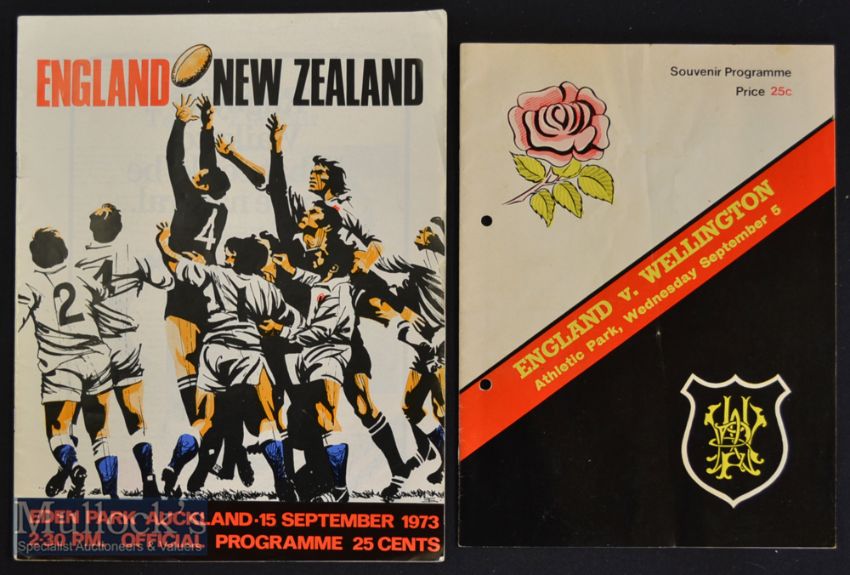 ENGLAND NEW ZEALAND
4
2
1
EDEN PARK AUCKLAND·15 SEPTEMBER 1973
2·30 P.M. OFFICIAL PROGRAMME 25 CENTS
Mullock's
Specialist Auctioneers & Valuers
Souvenir Programme
Price 25c
ENGLAND v. WELLINGTON
Athletic Park, Wednesday September 5